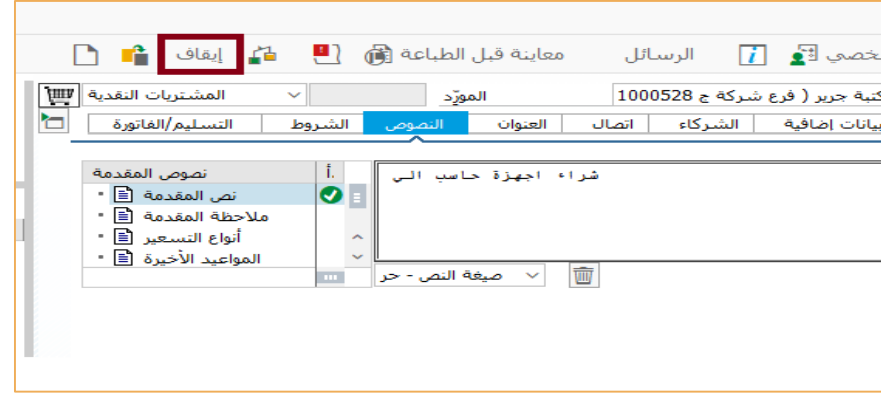 إيقاف معاينة قبل الطباعة الرسائل
المشتريات النقدية المورّد 1000528 جرير ( فرع شركة ج
التسليم/الفاتورة الشروط النصوص العنوان اتصال الشركاء بيانات إضافية
نصوص المقدمة أ.
نص المقدمة
ملاحظة المقدمة
أنواع التسعير
المواعيد الأخيرة
شراء اجهزة حاسب الي
صيغة النص - حر